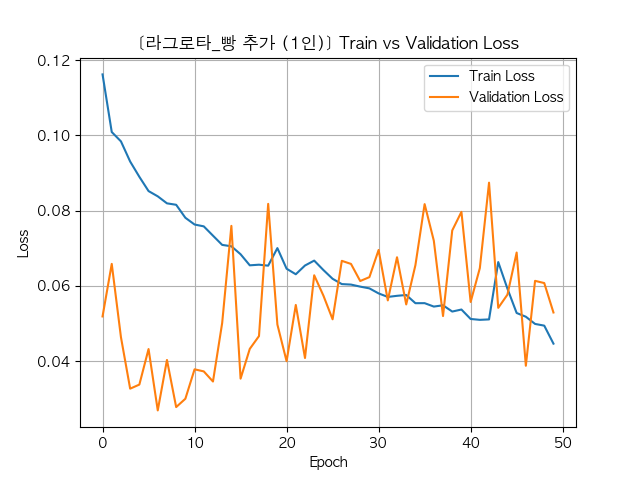 [라그로타_빵 추가 (1인)] Train vs Validation Loss
Train Loss
Validation Loss
Loss
0.12
0.10
0.08
0.06
0.04
0 10 20 30 40 50
Epoch